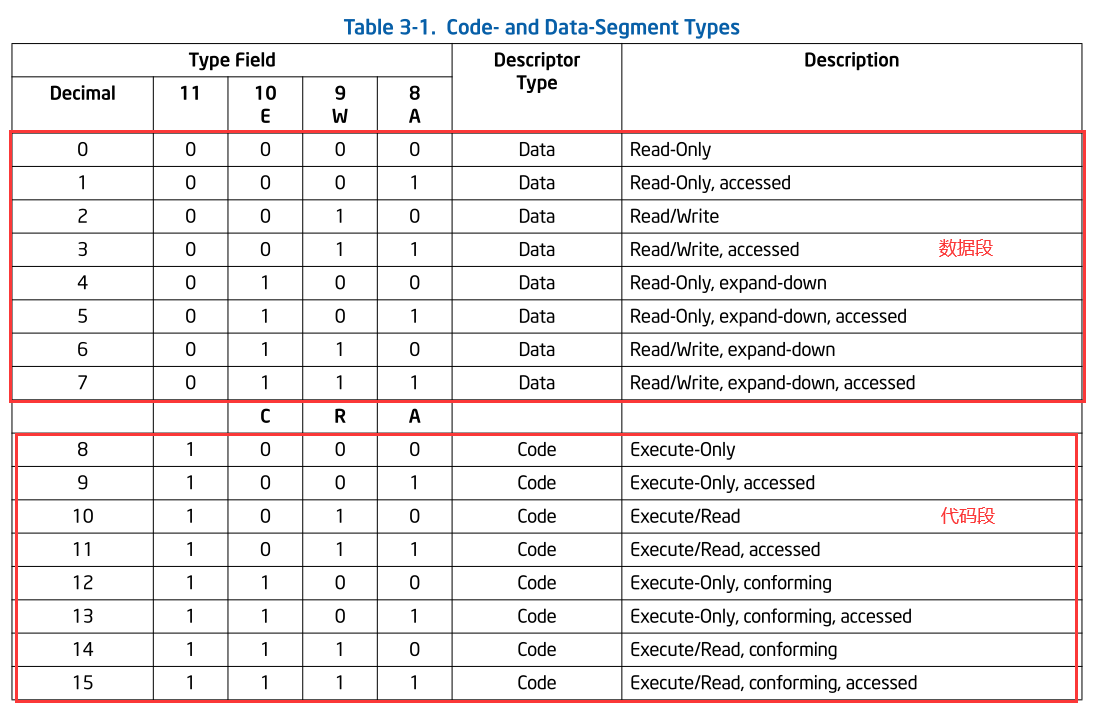 Table 3-1. Code- and Data-Segment Types
Type Field Descriptor Type Description
Decimal 11 10 E 9 W 8 A
0 0 0 0 0 Data Read-Only
1 0 0 0 1 Data Read-Only, accessed
2 0 0 1 0 Data Read/Write
3 0 0 1 1 Data Read/Write, accessed 数据段
4 0 1 0 0 Data Read-Only, expand-down
5 0 1 0 1 Data Read-Only, expand-down, accessed
6 0 1 1 0 Data Read/Write, expand-down
7 0 1 1 1 Data Read/Write, expand-down, accessed
C R A
8 1 0 0 0 Code Execute-Only
9 1 0 0 1 Code Execute-Only, accessed
10 1 0 1 0 Code Execute/Read 代码段
11 1 0 1 1 Code Execute/Read, accessed
12 1 1 0 0 Code Execute-Only, conforming
13 1 1 0 1 Code Execute-Only, conforming, accessed
14 1 1 1 0 Code Execute/Read, conforming
15 1 1 1 1 Code Execute/Read, conforming, accessed